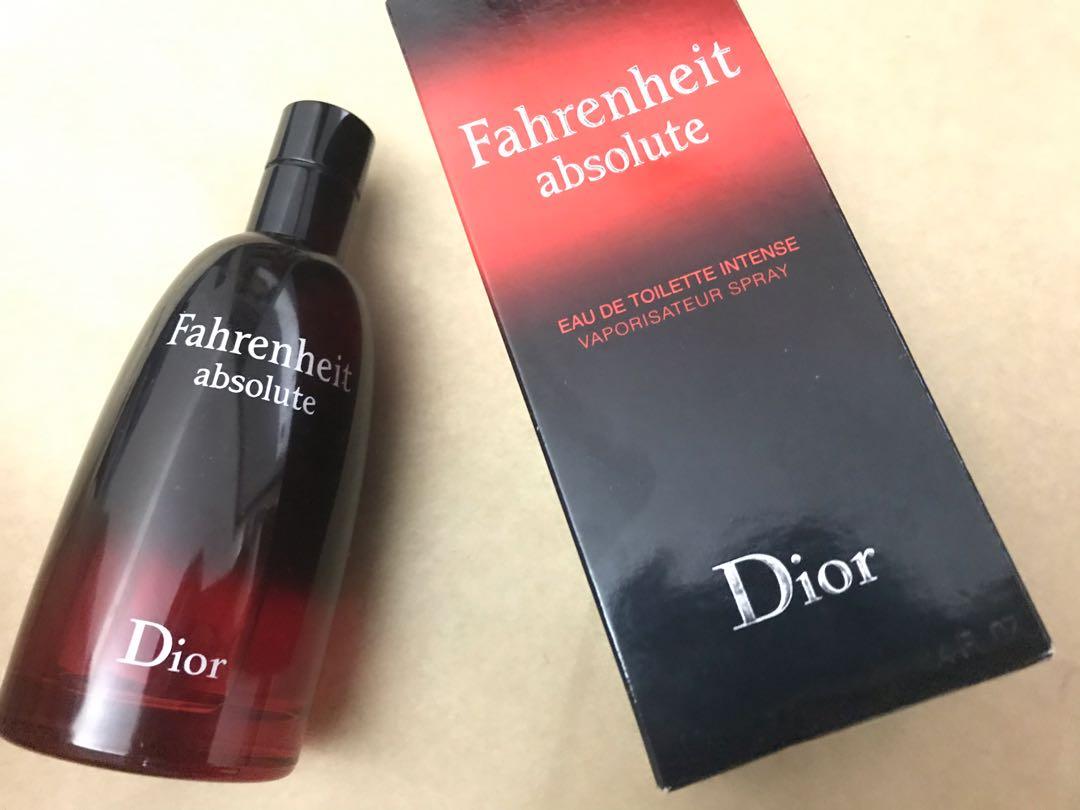 Fahrenheit
absolute
Dior
Fahrenheit
absolute
EAU DE TOILETTE INTENSE
VAPORISATEUR SPRAY
Dior